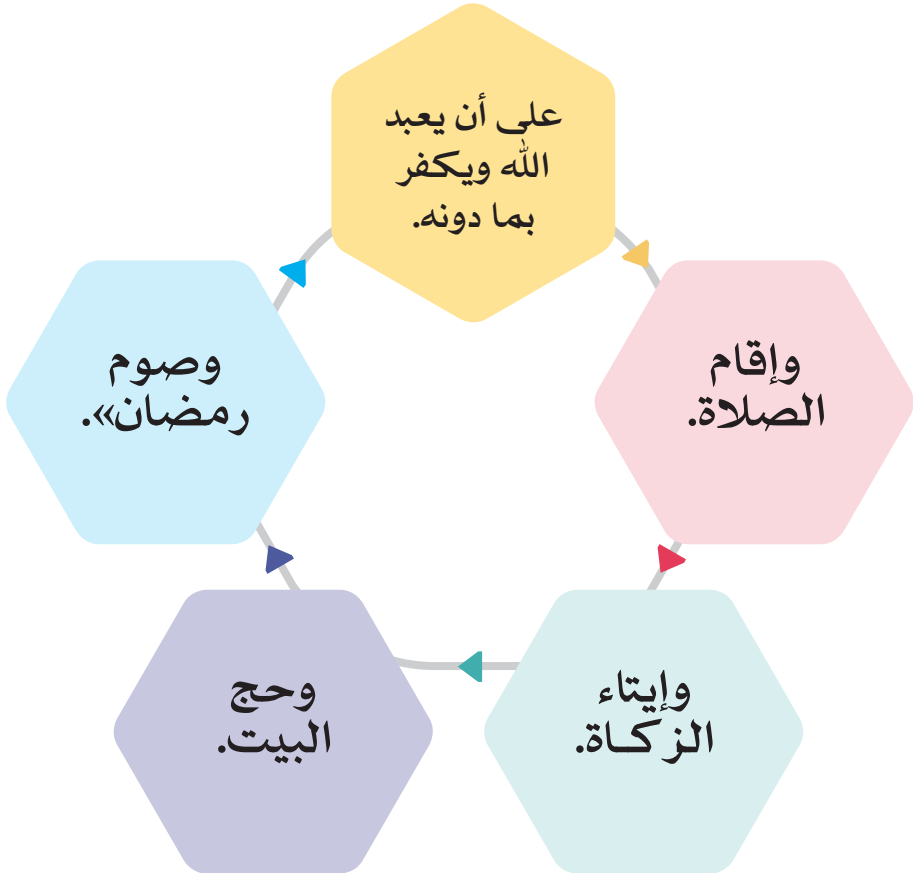 على أن يعبد
الله ويكفر
بما دونه.
وإقام
الصلاة.
وإيتاء
الزكاة.
وحج
البيت.
وصوم
رمضان».